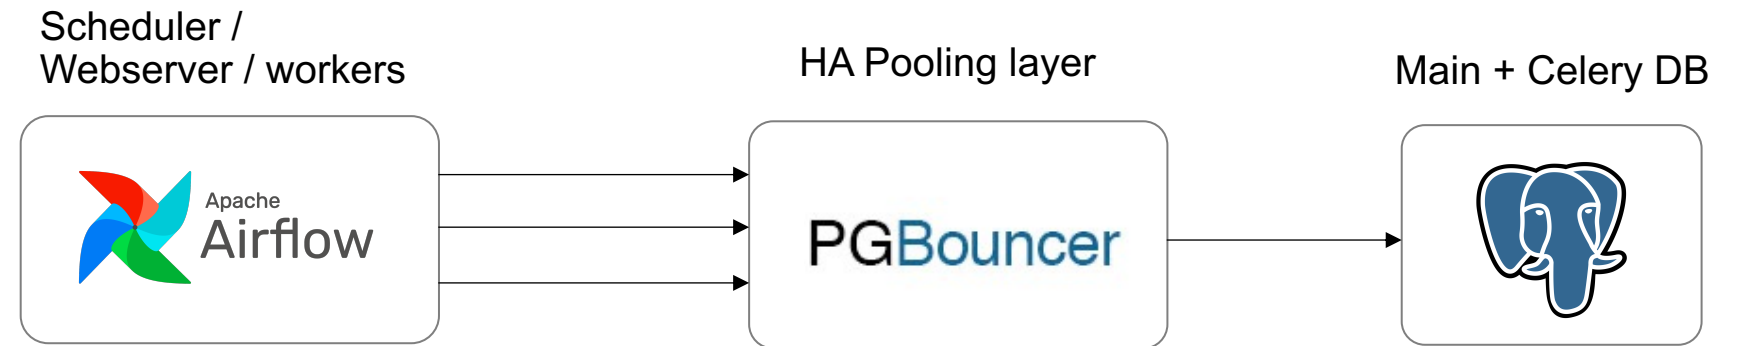 Scheduler /
Webserver / workers
HA Pooling layer
Main + Celery DB
Apache
Airflow
PGBouncer